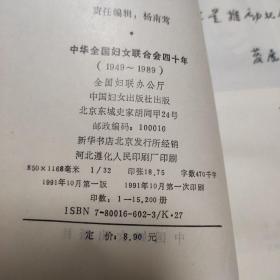 责任编辑：杨南莺
中华全国妇女联合会四十年
（1949～1989）
全国妇联办公厅
中国妇女出版社出版
北京东城史家胡同甲24号
邮政编码：100010
新华书店北京发行所经销
河北遵化人民印刷厂印刷
850×1168毫米 1/32 印张18.75 字数470千字
1991年10月第一版 1991年10月第一次印刷
印数：1—15,200册
ISBN 7-80016-602-3/K·27
定价：8.90元